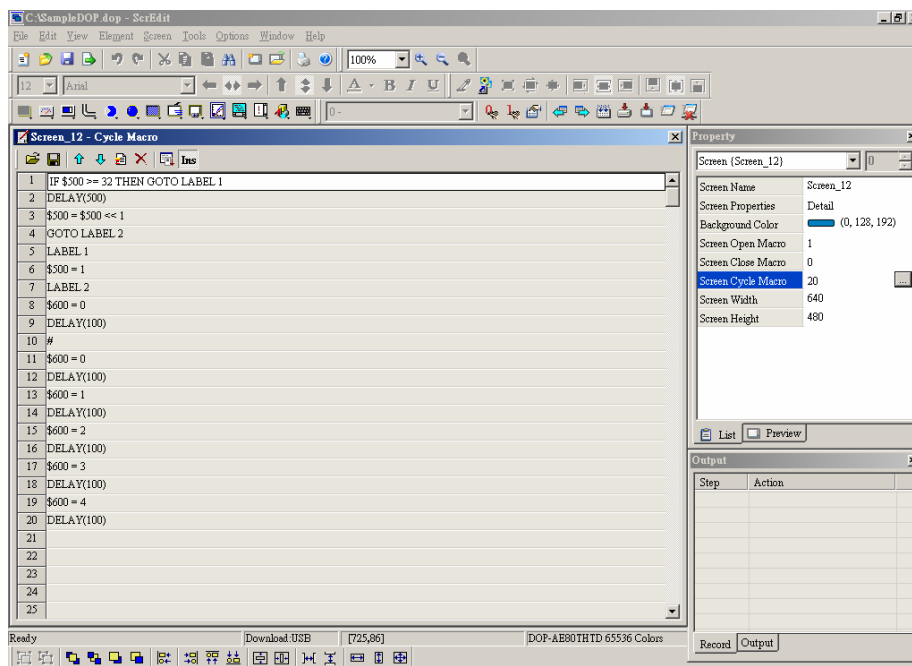 C:\SampleDOP.dop - ScrEdit
File Edit View Element Screen Tools Options Window Help
100%
12 Arial A B I U
0 -
Screen_12 - Cycle Macro
Ins
1 IF $500 >= 32 THEN GOTO LABEL 1
2 DELAY(500)
3 $500 = $500 << 1
4 GOTO LABEL 2
5 LABEL 1
6 $500 = 1
7 LABEL 2
8 $600 = 0
9 DELAY(100)
10 #
11 $600 = 0
12 DELAY(100)
13 $600 = 1
14 DELAY(100)
15 $600 = 2
16 DELAY(100)
17 $600 = 3
18 DELAY(100)
19 $600 = 4
20 DELAY(100)
21
22
23
24
25
Property
Screen {Screen_12} 0
Screen Name Screen_12
Screen Properties Detail
Background Color (0, 128, 192)
Screen Open Macro 1
Screen Close Macro 0
Screen Cycle Macro 20 ...
Screen Width 640
Screen Height 480
List Preview
Output
Step Action
Record Output
Ready Download:USB [725,86] DOP-AE80THTD 65536 Colors